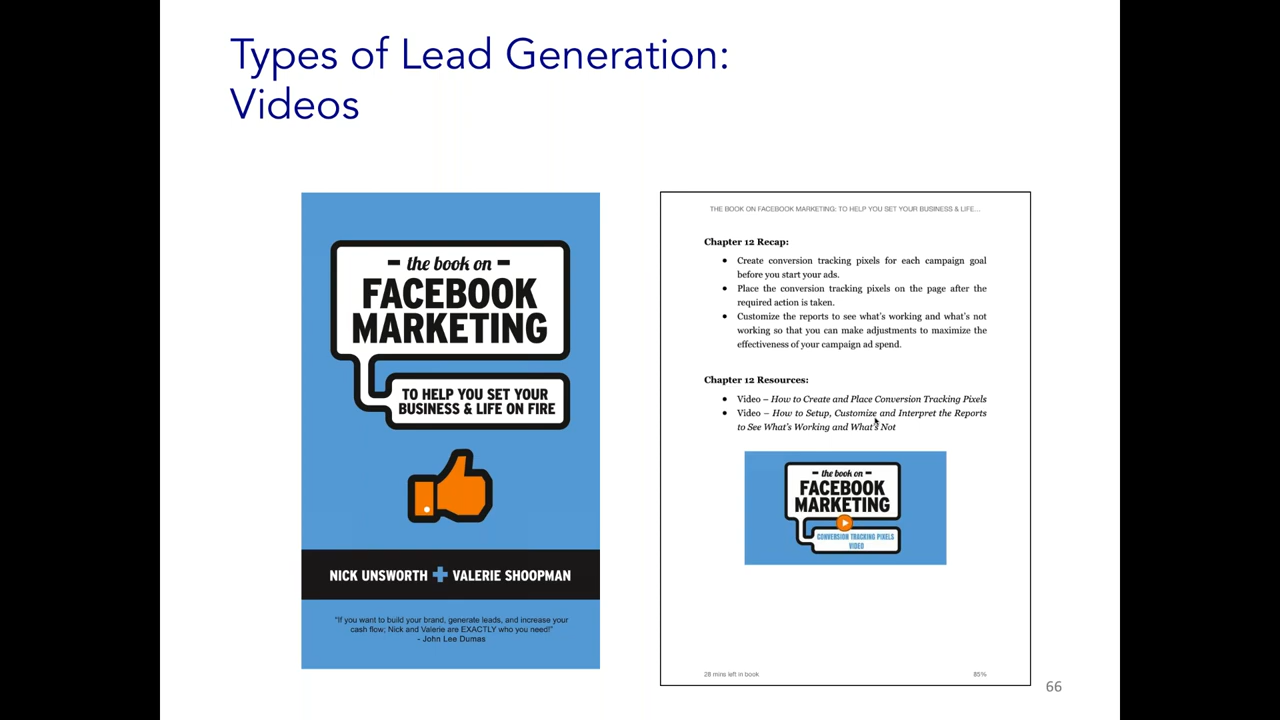 Types of Lead Generation:
Videos
- the book on -
FACEBOOK
MARKETING
TO HELP YOU SET YOUR
BUSINESS & LIFE ON FIRE
NICK UNSWORTH + VALERIE SHOOPMAN
"If you want to build your brand, generate leads, and increase your
cash flow; Nick and Valerie are EXACTLY who you need!"
- John Lee Dumas
THE BOOK ON FACEBOOK MARKETING: TO HELP YOU SET YOUR BUSINESS & LIFE...
Chapter 12 Recap:
● Create conversion tracking pixels for each campaign goal
before you start your ads.
● Place the conversion tracking pixels on the page after the
required action is taken.
● Customize the reports to see what's working and what's not
working so that you can make adjustments to maximize the
effectiveness of your campaign ad spend.
Chapter 12 Resources:
● Video – How to Create and Place Conversion Tracking Pixels
● Video – How to Setup, Customize and Interpret the Reports
to See What's Working and What's Not
- the book on -
FACEBOOK
MARKETING
CONVERSION TRACKING PIXELS
VIDEO
28 mins left in book
85%
66